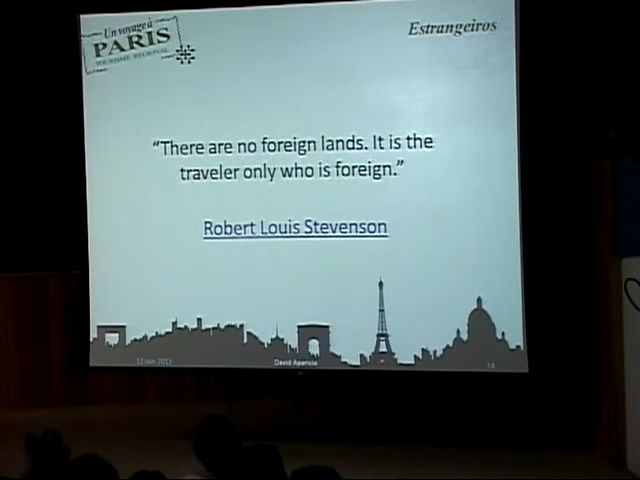 Un voyage à
PARIS
TOURISME REGIONAL
Estrangeiros
“There are no foreign lands. It is the
traveler only who is foreign.”
Robert Louis Stevenson
David Aparicio